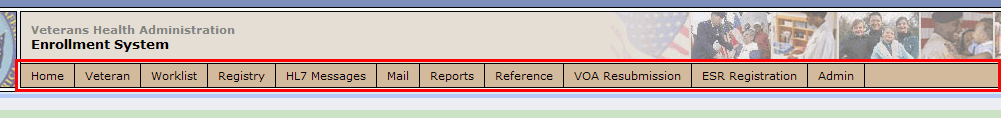 Veterans Health Administration
Enrollment System
Home Veteran Worklist Registry HL7 Messages Mail Reports Reference VOA Resubmission ESR Registration Admin